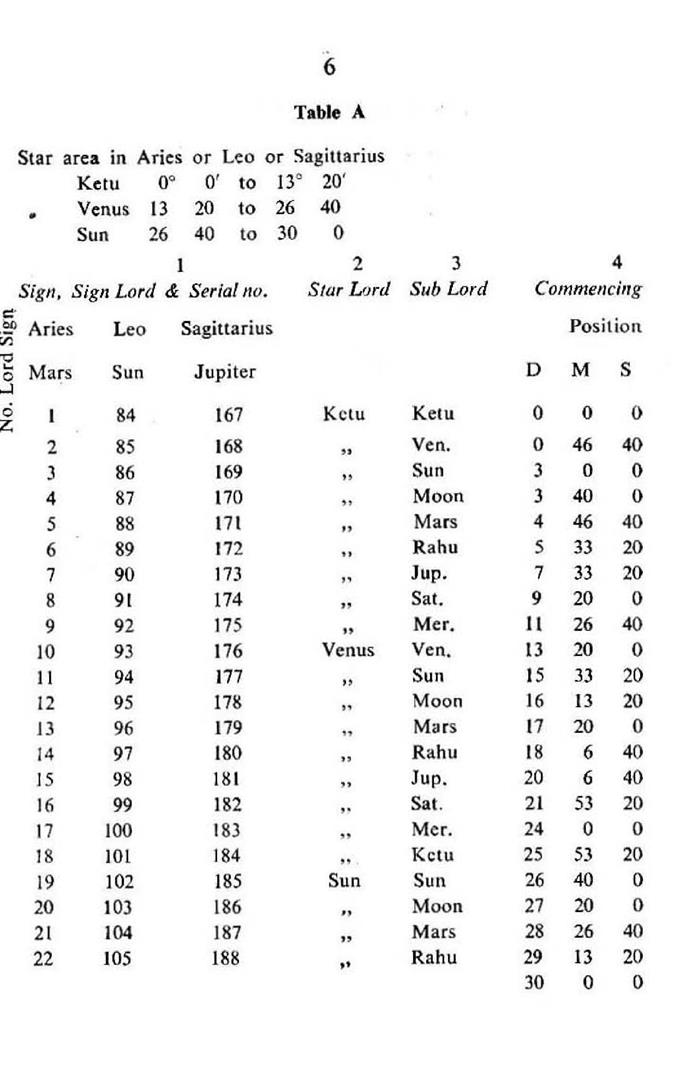 6
Table A
Star area in Aries or Leo or Sagittarius
Ketu 0° 0′ to 13° 20′
„ Venus 13 20 to 26 40
Sun 26 40 to 30 0
1 2 3 4
Sign, Sign Lord & Serial no. Star Lord Sub Lord Commencing
No. Lord Sign
Aries Leo Sagittarius Position
Mars Sun Jupiter D M S
1 84 167 Ketu Ketu 0 0 0
2 85 168 „ Ven. 0 46 40
3 86 169 „ Sun 3 0 0
4 87 170 „ Moon 3 40 0
5 88 171 „ Mars 4 46 40
6 89 172 „ Rahu 5 33 20
7 90 173 „ Jup. 7 33 20
8 91 174 „ Sat. 9 20 0
9 92 175 „ Mer. 11 26 40
10 93 176 Venus Ven. 13 20 0
11 94 177 „ Sun 15 33 20
12 95 178 „ Moon 16 13 20
13 96 179 „ Mars 17 20 0
14 97 180 „ Rahu 18 6 40
15 98 181 „ Jup. 20 6 40
16 99 182 „ Sat. 21 53 20
17 100 183 „ Mer. 24 0 0
18 101 184 „ Ketu 25 53 20
19 102 185 Sun Sun 26 40 0
20 103 186 „ Moon 27 20 0
21 104 187 „ Mars 28 26 40
22 105 188 „ Rahu 29 13 20
30 0 0